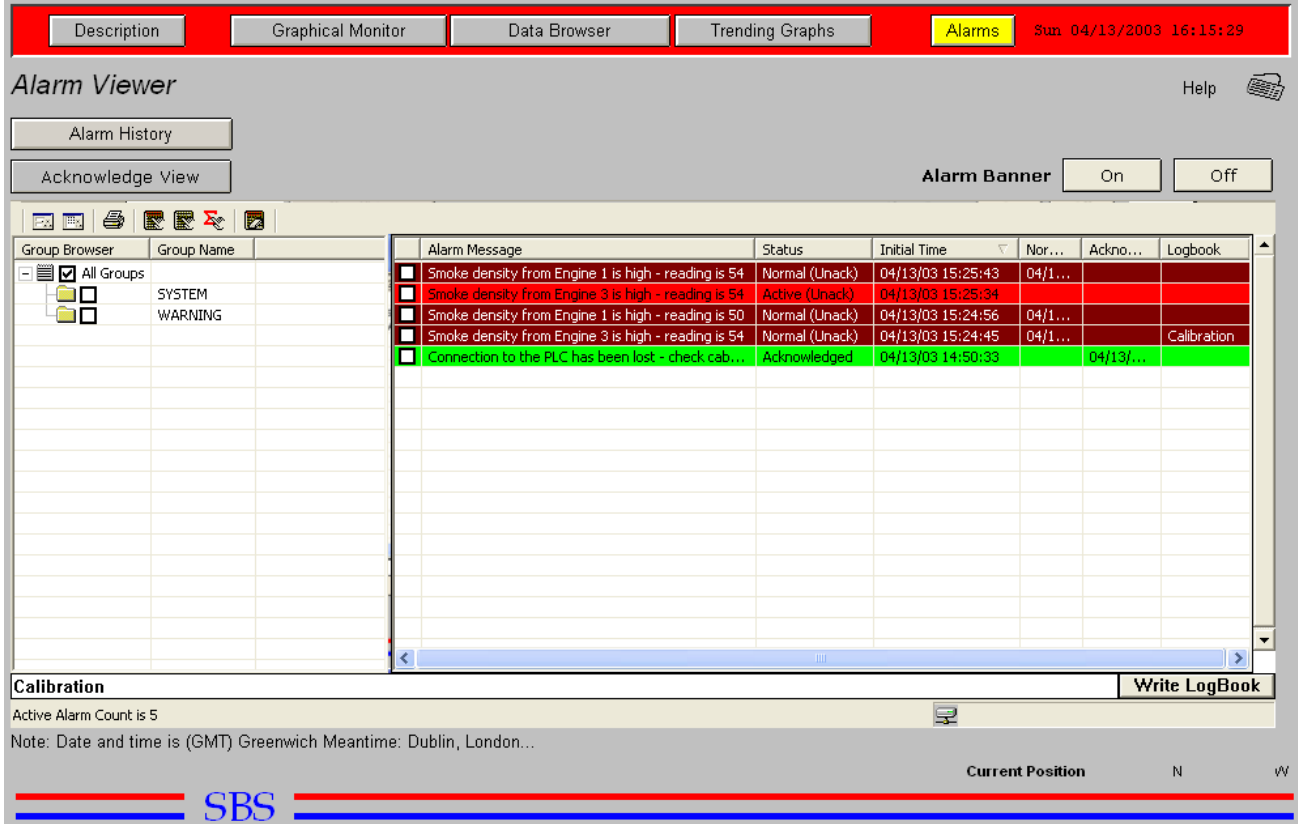 Description Graphical Monitor Data Browser Trending Graphs Alarms Sun 04/13/2003 16:15:29
Alarm Viewer Help
Alarm History
Acknowledge View Alarm Banner On Off
Group Browser Group Name Alarm Message Status Initial Time Nor... Ackno... Logbook
All Groups Smoke density from Engine 1 is high - reading is 54 Normal (Unack) 04/13/03 15:25:43 04/1...
SYSTEM Smoke density from Engine 3 is high - reading is 54 Active (Unack) 04/13/03 15:25:34
WARNING Smoke density from Engine 1 is high - reading is 50 Normal (Unack) 04/13/03 15:24:56 04/1...
Smoke density from Engine 3 is high - reading is 54 Normal (Unack) 04/13/03 15:24:45 04/1... Calibration
Connection to the PLC has been lost - check cab... Acknowledged 04/13/03 14:50:33 04/13/...
Calibration Write LogBook
Active Alarm Count is 5
Note: Date and time is (GMT) Greenwich Meantime: Dublin, London...
Current Position N W
SBS